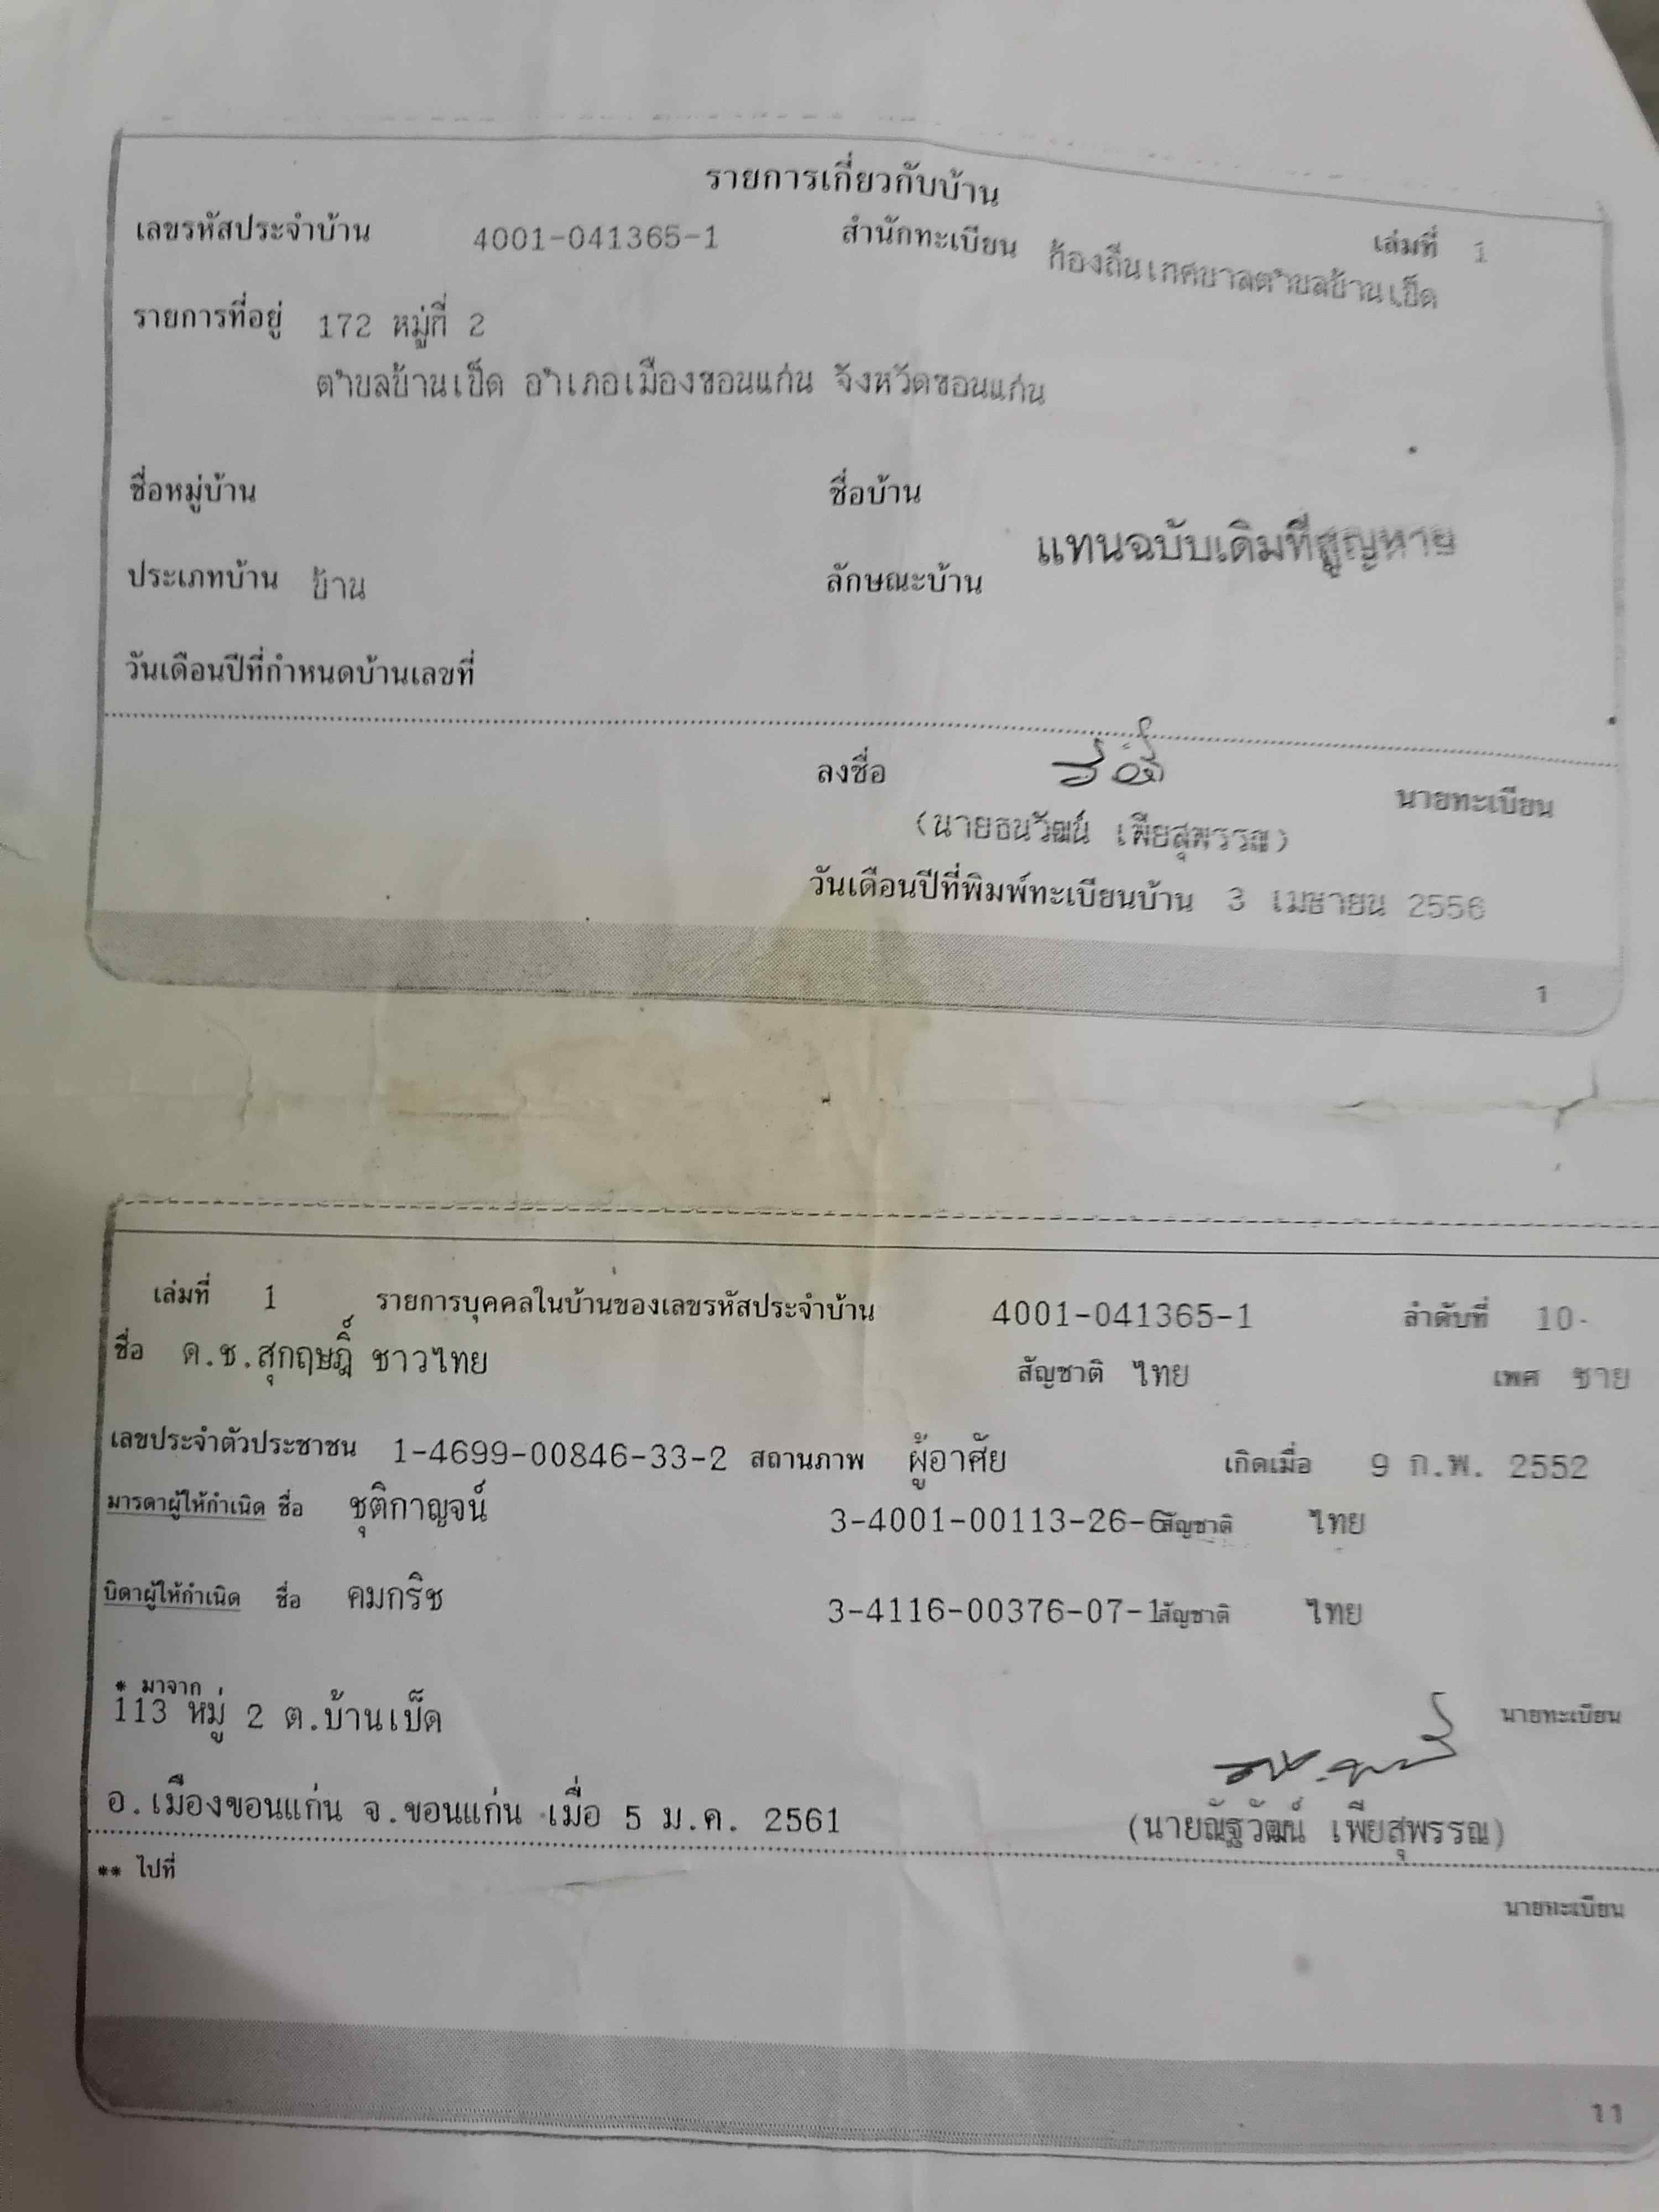 รายการเกี่ยวกับบ้าน
เลขรหัสประจำบ้าน 4001-041365-1 สำนักทะเบียน ท้องถิ่นเทศบาลตำบลบ้านเป็ด เล่มที่ 1
รายการที่อยู่ 172 หมู่ที่ 2
ตำบลบ้านเป็ด อำเภอเมืองขอนแก่น จังหวัดขอนแก่น
ชื่อหมู่บ้าน ชื่อบ้าน
แทนฉบับเดิมที่สูญหาย
ประเภทบ้าน บ้าน ลักษณะบ้าน
วันเดือนปีที่กำหนดบ้านเลขที่
ลงชื่อ นายทะเบียน
(นายธนวัฒน์ เพียสุพรรณ)
วันเดือนปีที่พิมพ์ทะเบียนบ้าน 3 เมษายน 2556
1
เล่มที่ 1 รายการบุคคลในบ้านของเลขรหัสประจำบ้าน 4001-041365-1 ลำดับที่ 10
ชื่อ ด.ช.สุกฤษฎิ์ ชาวไทย สัญชาติ ไทย เพศ ชาย
เลขประจำตัวประชาชน 1-4699-00846-33-2 สถานภาพ ผู้อาศัย เกิดเมื่อ 9 ก.พ. 2552
มารดาผู้ให้กำเนิด ชื่อ ชุติกาญจน์ 3-4001-00113-26-6 สัญชาติ ไทย
บิดาผู้ให้กำเนิด ชื่อ คมกริช 3-4116-00376-07-1 สัญชาติ ไทย
* มาจาก
113 หมู่ 2 ต.บ้านเป็ด นายทะเบียน
อ.เมืองขอนแก่น จ.ขอนแก่น เมื่อ 5 ม.ค. 2561 (นายณัฐวัฒน์ เพียสุพรรณ)
** ไปที่
นายทะเบียน
11